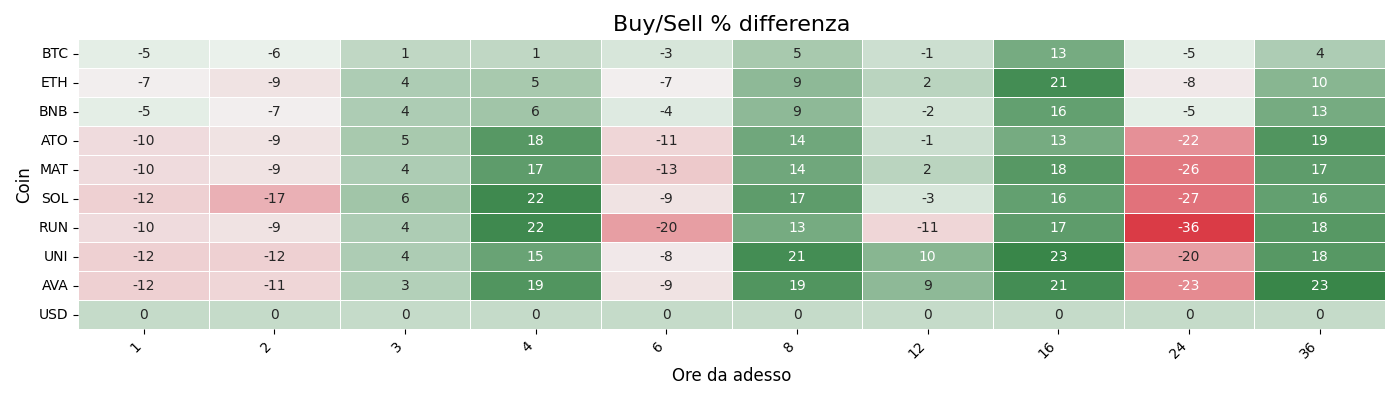 Buy/Sell % differenza
Coin
BTC -5 -6 1 1 -3 5 -1 13 -5 4
ETH -7 -9 4 5 -7 9 2 21 -8 10
BNB -5 -7 4 6 -4 9 -2 16 -5 13
ATO -10 -9 5 18 -11 14 -1 13 -22 19
MAT -10 -9 4 17 -13 14 2 18 -26 17
SOL -12 -17 6 22 -9 17 -3 16 -27 16
RUN -10 -9 4 22 -20 13 -11 17 -36 18
UNI -12 -12 4 15 -8 21 10 23 -20 18
AVA -12 -11 3 19 -9 19 9 21 -23 23
USD 0 0 0 0 0 0 0 0 0 0
1 2 3 4 6 8 12 16 24 36
Ore da adesso